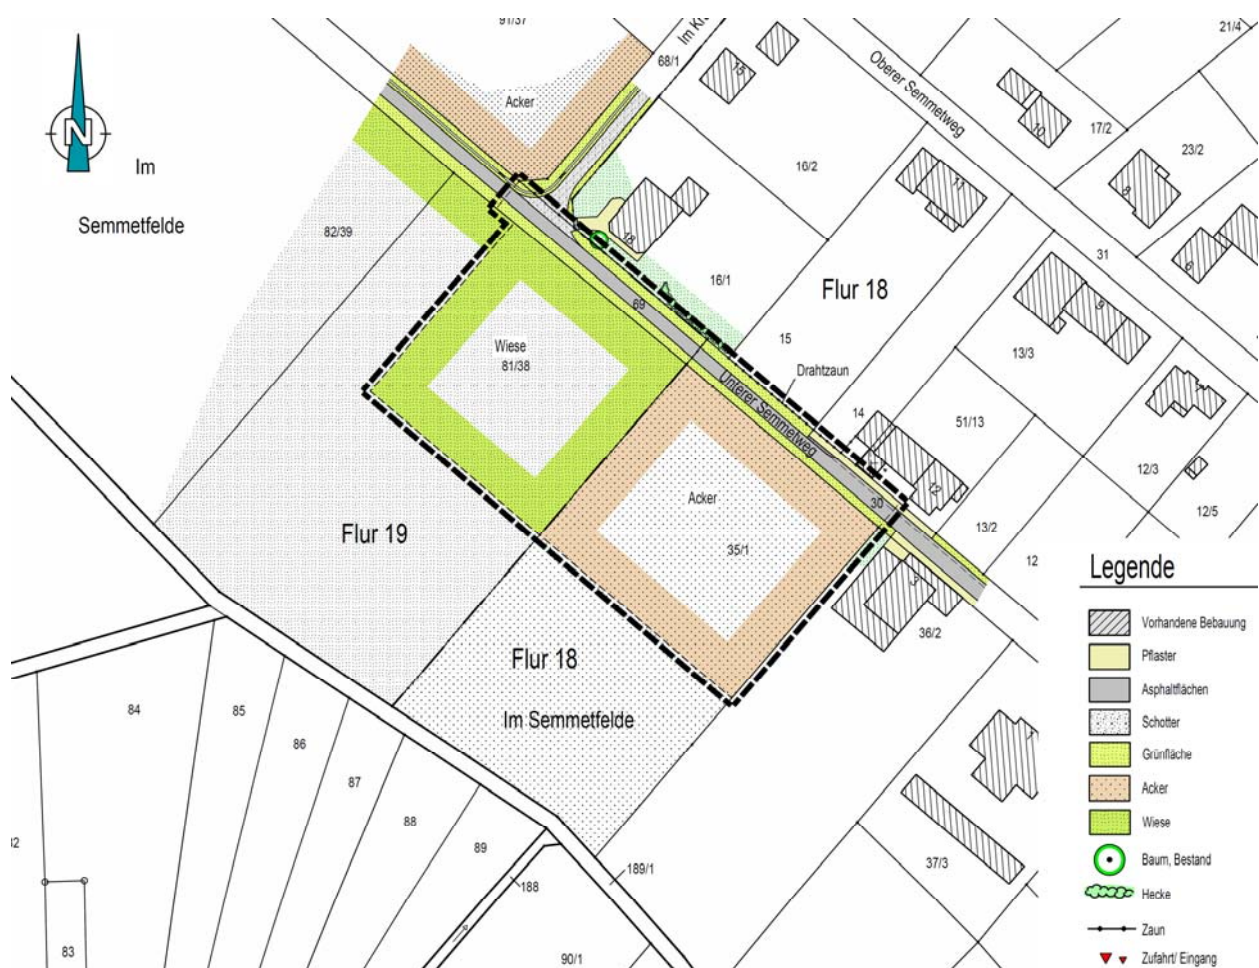 91/37
21/4
68/1
15
Oberer Semmetweg
Acker
N
Im
Semmetfelde
17/2
10
16/2
23/2
8
11
82/39
18
31
6
16/1
Flur 18
9
69
Wiese
81/38
15
13/3
Drahtzaun
Unterer Semmetweg
14
51/13
12/3
Acker
12
30
12/5
Flur 19
35/1
13/2
12
3
Legende
Vorhandene Bebauung
36/2
Pflaster
Flur 18
Asphaltflächen
84
85
Im Semmetfelde
Schotter
86
Grünfläche
87
Acker
88
Wiese
89
37/3
Baum, Bestand
189/1
188
Hecke
Zaun
83
90/1
Zufahrt/ Eingang